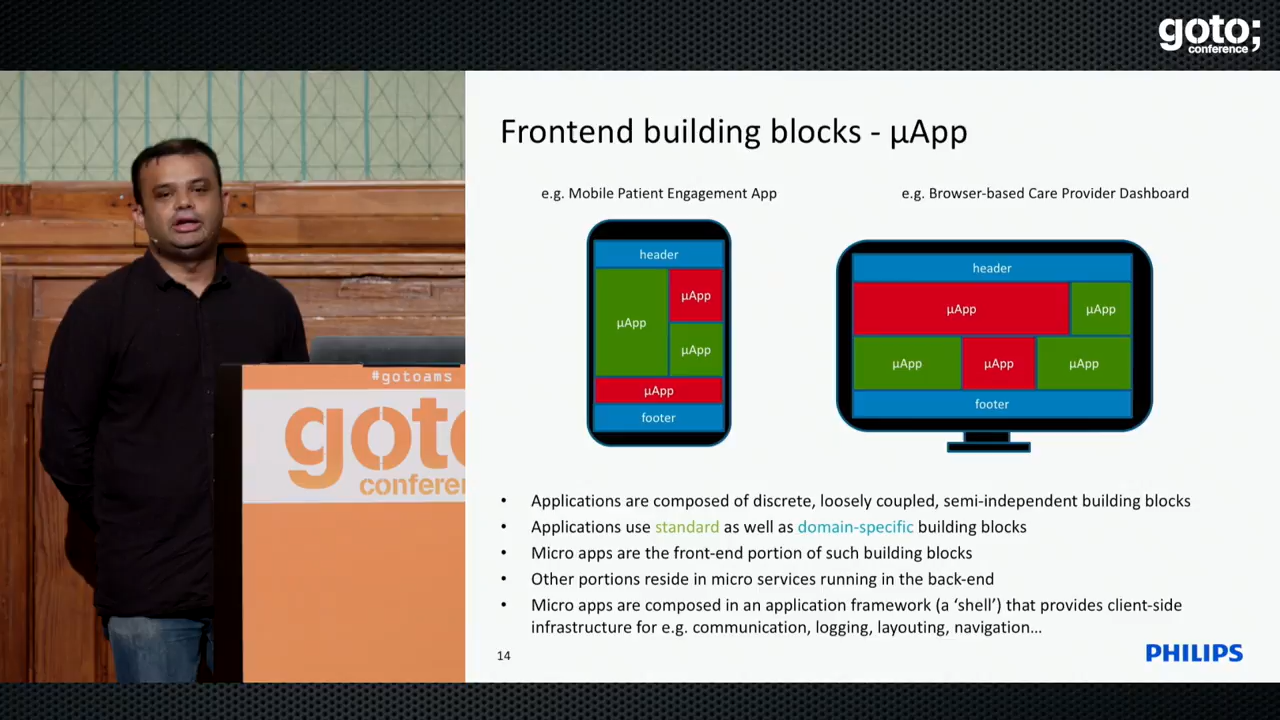 goto;
conference
Frontend building blocks - µApp
e.g. Mobile Patient Engagement App
e.g. Browser-based Care Provider Dashboard
header
µApp
µApp
µApp
µApp
footer
header
µApp
µApp
µApp
µApp
µApp
footer
#gotoams
goto
conferen
• Applications are composed of discrete, loosely coupled, semi-independent building blocks
• Applications use standard as well as domain-specific building blocks
• Micro apps are the front-end portion of such building blocks
• Other portions reside in micro services running in the back-end
• Micro apps are composed in an application framework (a ‘shell’) that provides client-side
infrastructure for e.g. communication, logging, layouting, navigation…
14
PHILIPS